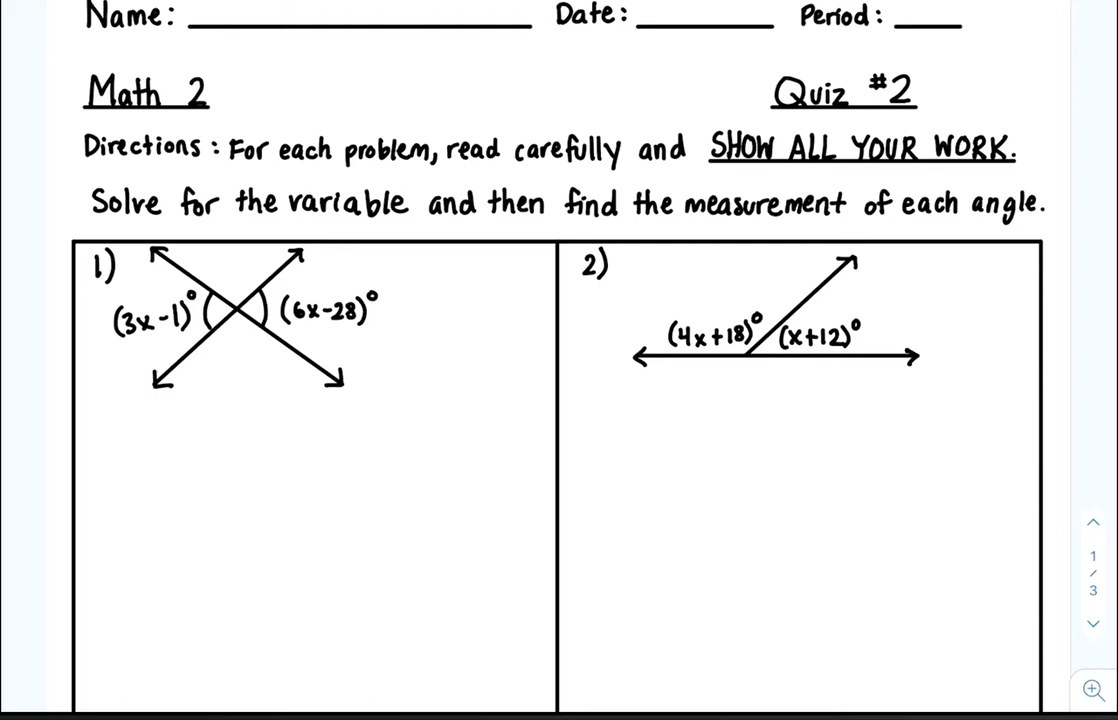 Name: Date: Period:
Math 2 Quiz #2
Directions: For each problem, read carefully and SHOW ALL YOUR WORK.
Solve for the variable and then find the measurement of each angle.
1)
(3x-1)° (6x-28)°
2)
(4x+18)° (x+12)°
1
/
3